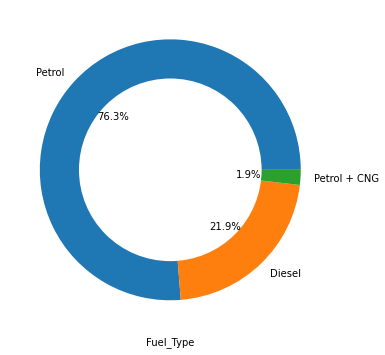 Petrol
76.3%
1.9%
Petrol + CNG
21.9%
Diesel
Fuel_Type